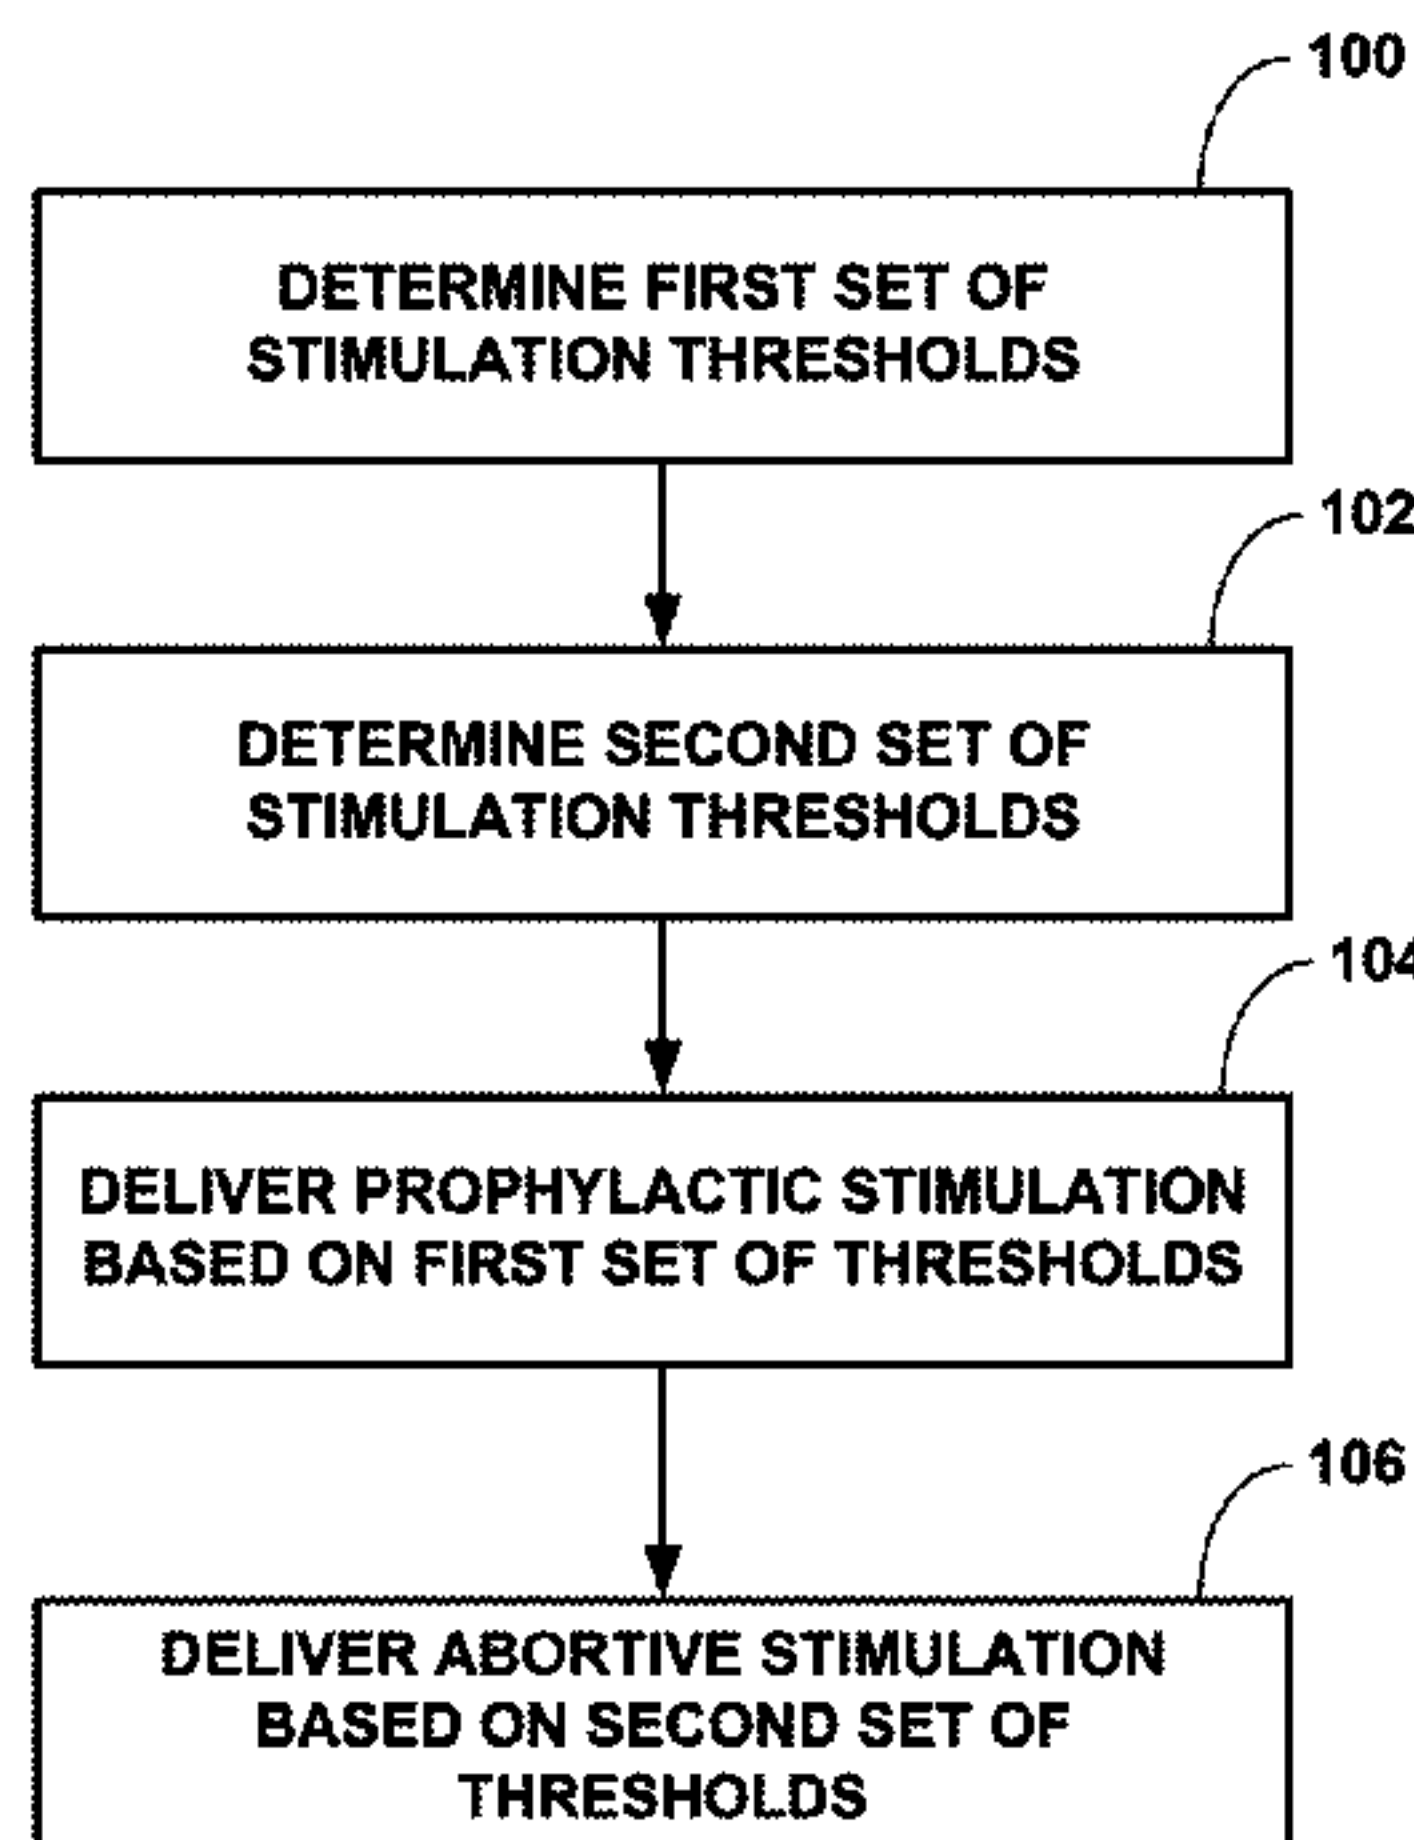 100
DETERMINE FIRST SET OF
STIMULATION THRESHOLDS
102
DETERMINE SECOND SET OF
STIMULATION THRESHOLDS
104
DELIVER PROPHYLACTIC STIMULATION
BASED ON FIRST SET OF THRESHOLDS
106
DELIVER ABORTIVE STIMULATION
BASED ON SECOND SET OF
THRESHOLDS